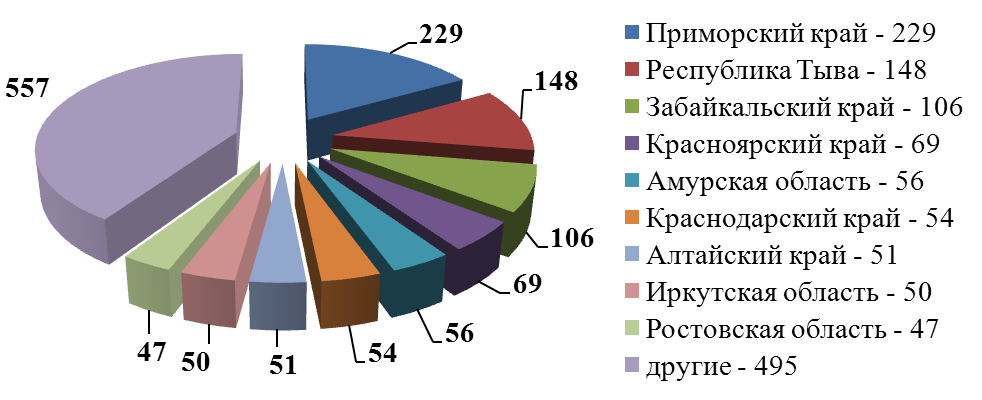 229
148
106
69
56
54
51
50
47
557
Приморский край - 229
Республика Тыва - 148
Забайкальский край - 106
Красноярский край - 69
Амурская область - 56
Краснодарский край - 54
Алтайский край - 51
Иркутская область - 50
Ростовская область - 47
другие - 495